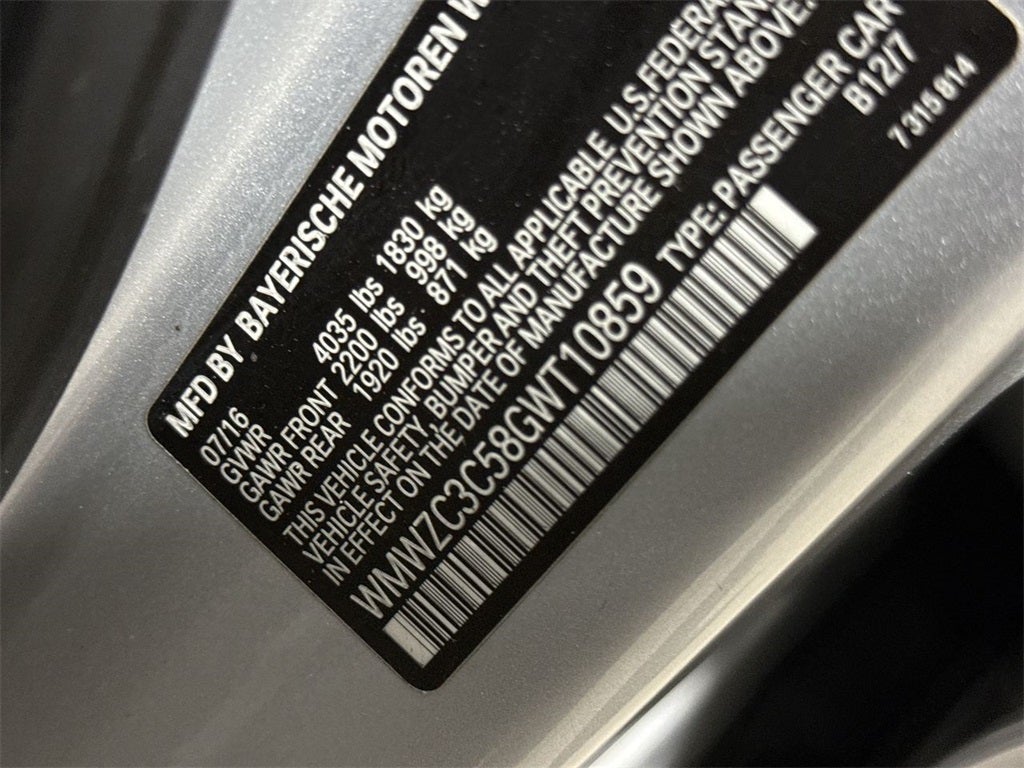 MFD BY BAYERISCHE MOTOREN W
07/16
GVWR 4035 lbs 1830 kg
GAWR FRONT 2200 lbs 998 kg
GAWR REAR 1920 lbs 871 kg
THIS VEHICLE CONFORMS TO ALL APPLICABLE U.S. FEDERA
VEHICLE SAFETY, BUMPER AND THEFT PREVENTION STAN
IN EFFECT ON THE DATE OF MANUFACTURE SHOWN ABOVE.
WMWZC3C58GWT10859 TYPE: PASSENGER CAR
B12/7
7 315 814